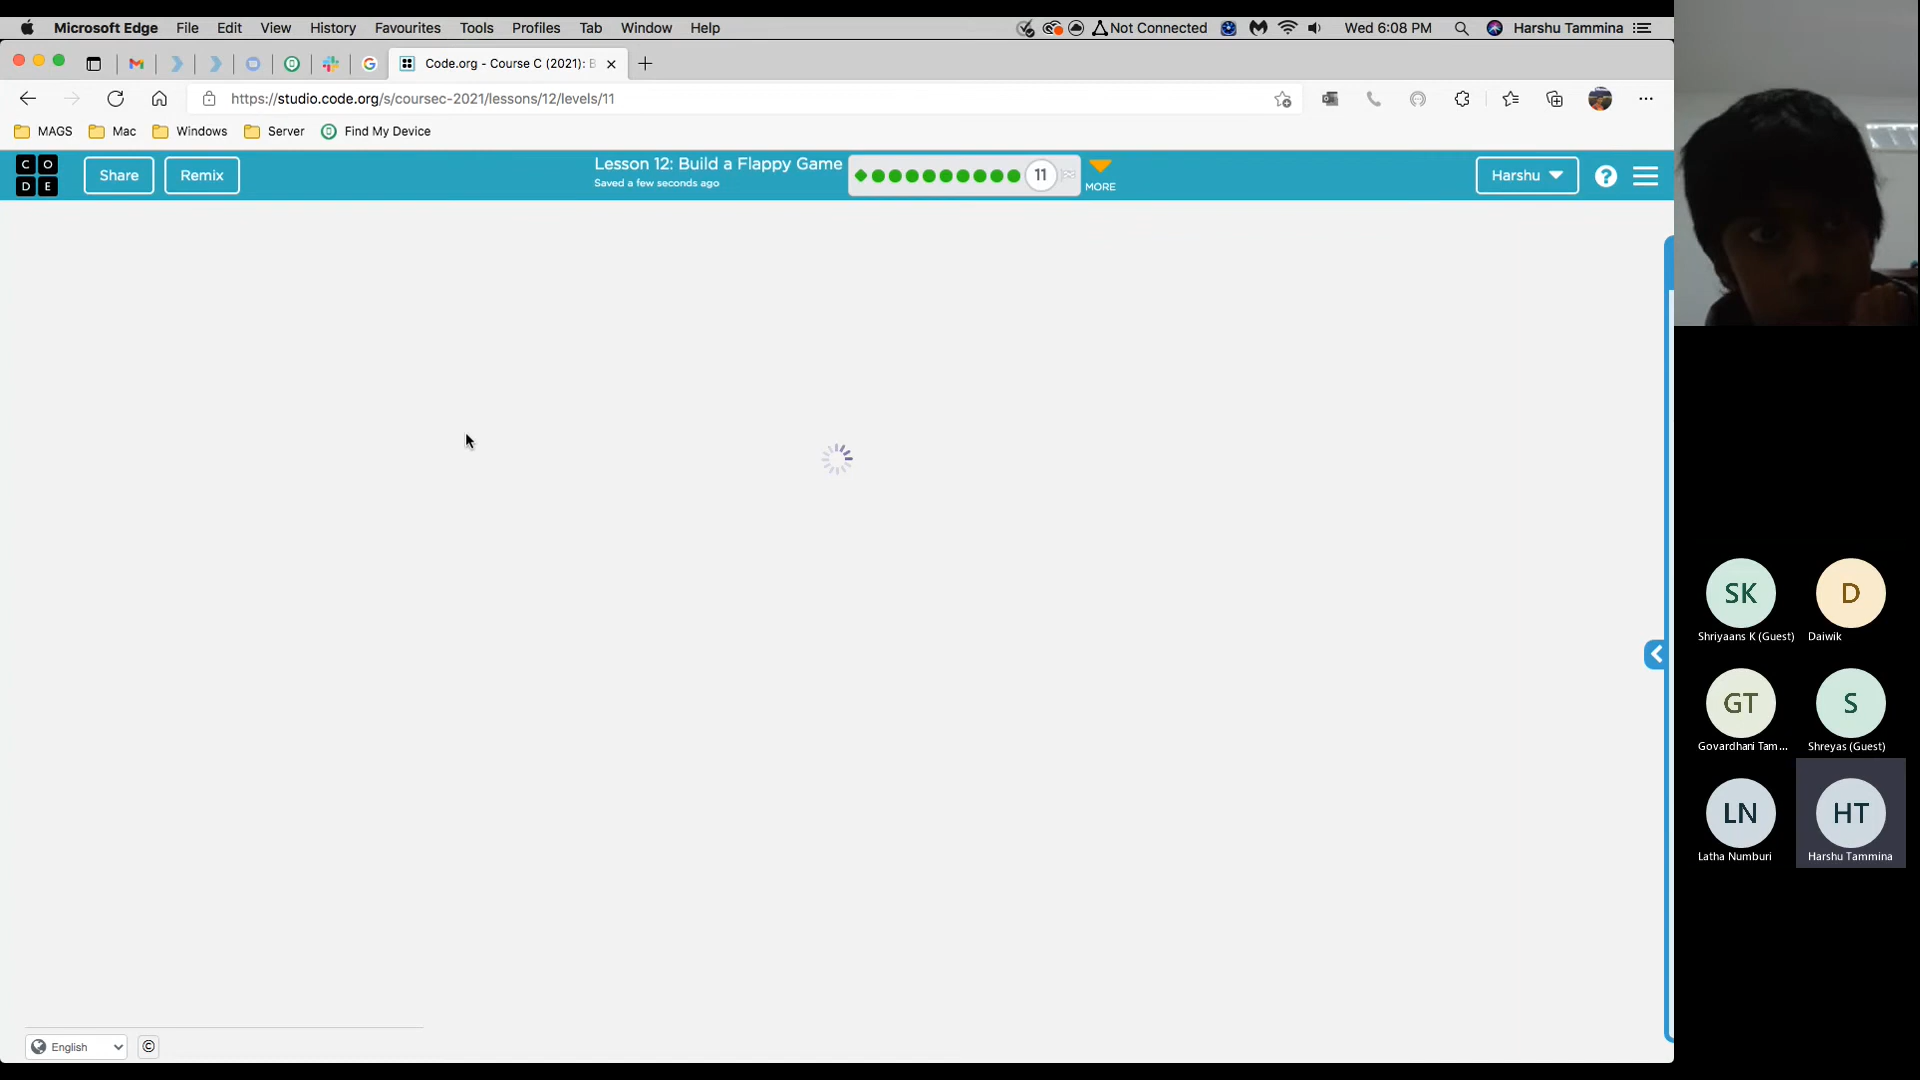 Microsoft Edge File Edit View History Favourites Tools Profiles Tab Window Help Not Connected Wed 6:08 PM Harshu Tammina
Code.org - Course C (2021): B
https://studio.code.org/s/coursec-2021/lessons/12/levels/11
MAGS Mac Windows Server Find My Device
C O
D E
Share Remix
Lesson 12: Build a Flappy Game
Saved a few seconds ago
11
MORE
Harshu
?
SK
Shriyaans K (Guest)
D
Daiwik
GT
Govardhani Tam...
S
Shreyas (Guest)
LN
Latha Numburi
HT
Harshu Tammina
English
©